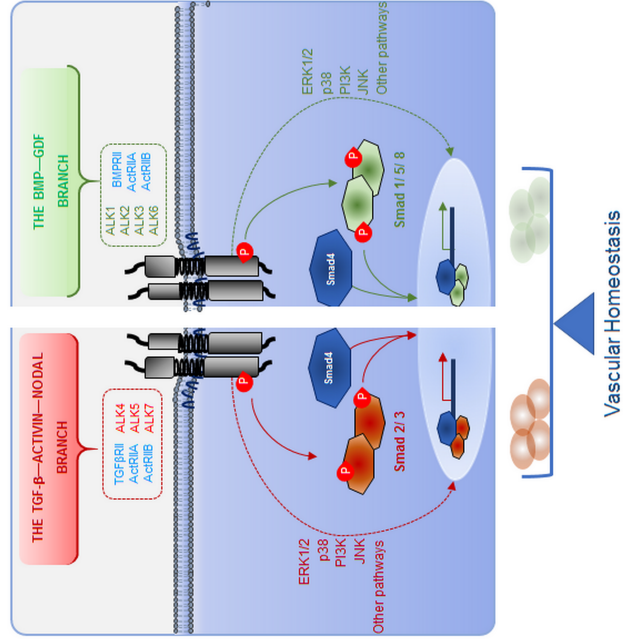 THE TGF-β—ACTIVIN—NODAL
BRANCH
TGFβRII ALK4
ActRIIA ALK5
ActRIIB ALK7
P
ERK1/2
p38
PI3K
JNK
Other pathways
Smad4
P
P
Smad 2/ 3
THE BMP—GDF
BRANCH
ALK1 BMPRII
ALK2 ActRIIA
ALK3 ActRIIB
ALK6
P
ERK1/2
p38
PI3K
JNK
Other pathways
Smad4
P
P
Smad 1/ 5/ 8
Vascular Homeostasis